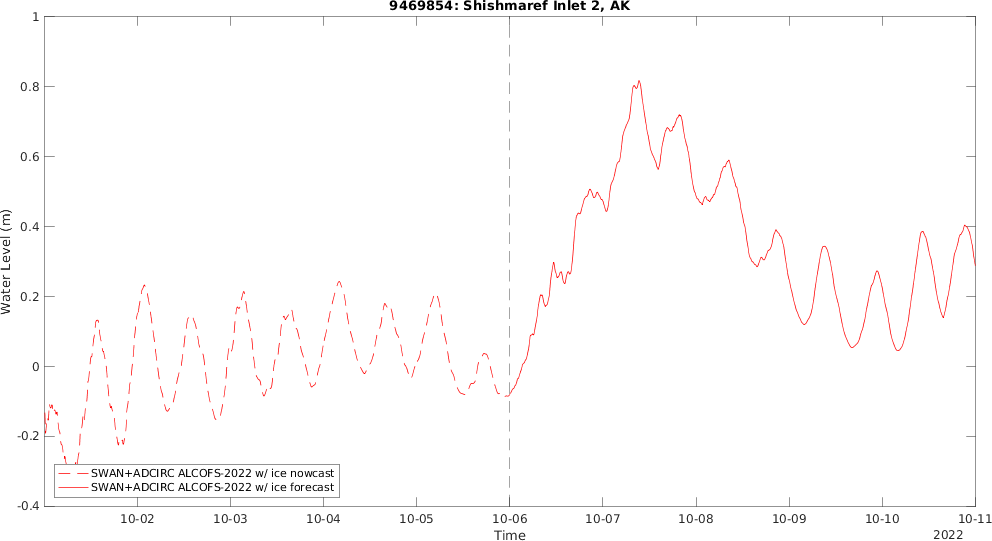 9469854: Shishmaref Inlet 2, AK
Water Level (m)
1
0.8
0.6
0.4
0.2
0
-0.2
-0.4
SWAN+ADCIRC ALCOFS-2022 w/ ice nowcast
SWAN+ADCIRC ALCOFS-2022 w/ ice forecast
10-02 10-03 10-04 10-05 10-06 10-07 10-08 10-09 10-10 10-11
Time
2022